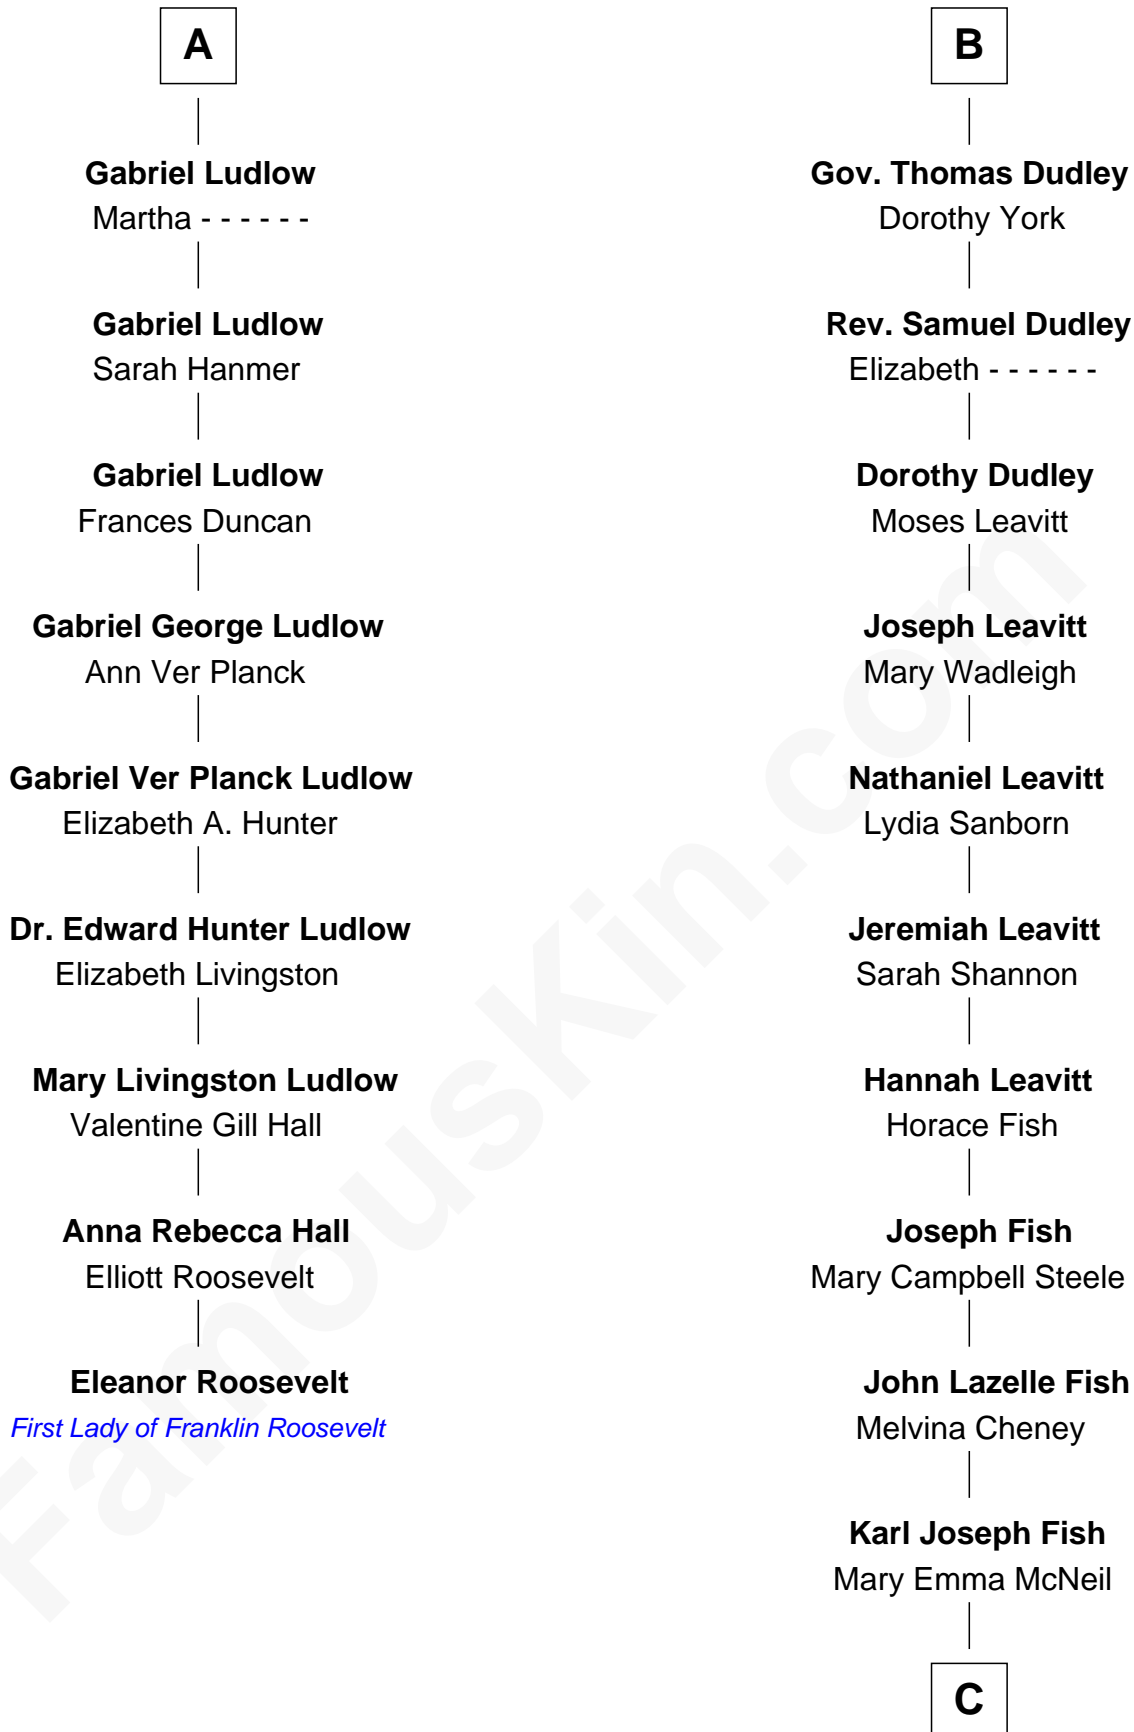 A
Gabriel Ludlow
Martha - - - - - -
Gabriel Ludlow
Sarah Hanmer
Gabriel Ludlow
Frances Duncan
Gabriel George Ludlow
Ann Ver Planck
Gabriel Ver Planck Ludlow
Elizabeth A. Hunter
Dr. Edward Hunter Ludlow
Elizabeth Livingston
Mary Livingston Ludlow
Valentine Gill Hall
Anna Rebecca Hall
Elliott Roosevelt
Eleanor Roosevelt
First Lady of Franklin Roosevelt
B
Gov. Thomas Dudley
Dorothy York
Rev. Samuel Dudley
Elizabeth - - - - - -
Dorothy Dudley
Moses Leavitt
Joseph Leavitt
Mary Wadleigh
Nathaniel Leavitt
Lydia Sanborn
Jeremiah Leavitt
Sarah Shannon
Hannah Leavitt
Horace Fish
Joseph Fish
Mary Campbell Steele
John Lazelle Fish
Melvina Cheney
Karl Joseph Fish
Mary Emma McNeil
C
FamousKin.com